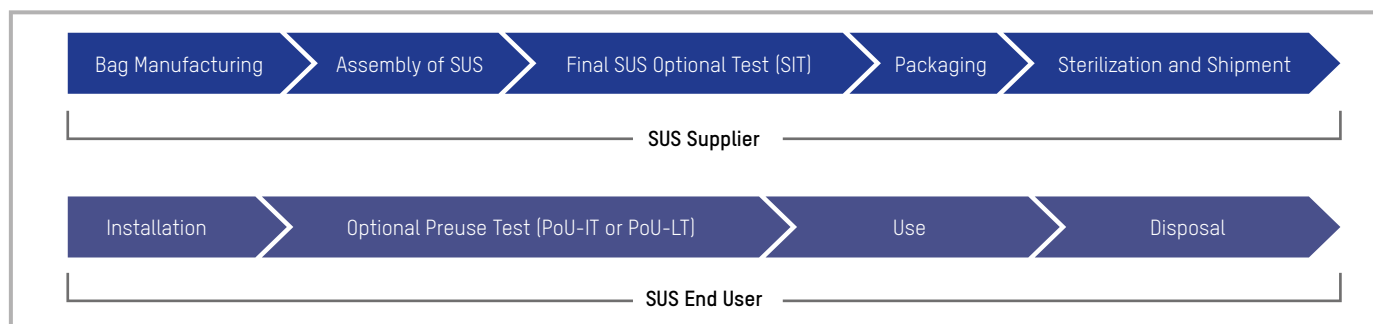 Bag Manufacturing Assembly of SUS Final SUS Optional Test (SIT) Packaging Sterilization and Shipment
SUS Supplier
Installation Optional Preuse Test (PoU-IT or PoU-LT) Use Disposal
SUS End User